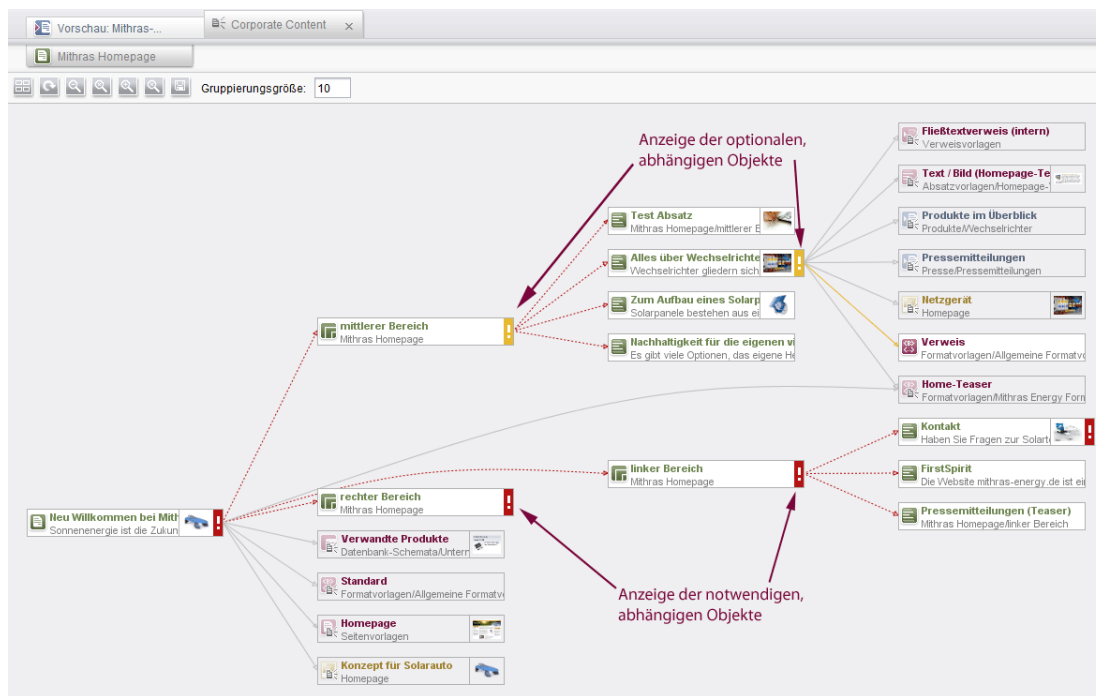 Vorschau: Mithras-...
Corporate Content
Mithras Homepage
Gruppierungsgröße: 10
Anzeige der optionalen,
abhängigen Objekte
Fließtextverweis (intern)
Verweisvorlagen
Text / Bild (Homepage-Te
Absatzvorlagen/Homepage-
Test Absatz
Mithras Homepage/mittlerer B
Produkte im Überblick
Produkte/Wechselrichter
Alles über Wechselrichte
Wechselrichter gliedern sich
Pressemitteilungen
Presse/Pressemitteilungen
Zum Aufbau eines Solarp
Solarpanele bestehen aus ei
Netzgerät
Homepage
mittlerer Bereich
Mithras Homepage
Nachhaltigkeit für die eigenen vi
Es gibt viele Optionen, das eigene He
Verweis
Formatvorlagen/Allgemeine Formatvo
Home-Teaser
Formatvorlagen/Mithras Energy Form
Kontakt
Haben Sie Fragen zur Solarte
linker Bereich
Mithras Homepage
FirstSpirit
Die Website mithras-energy.de ist ei
rechter Bereich
Mithras Homepage
Pressemitteilungen (Teaser)
Mithras Homepage/linker Bereich
Neu Willkommen bei Mith
Sonnenenergie ist die Zukun
Verwandte Produkte
Datenbank-Schemata/Untern
Standard
Formatvorlagen/Allgemeine Formatvo
Anzeige der notwendigen,
abhängigen Objekte
Homepage
Seitenvorlagen
Konzept für Solarauto
Homepage